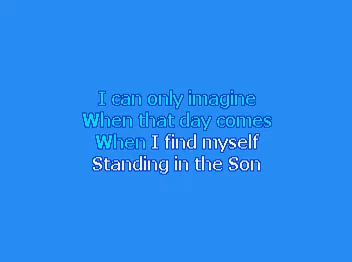 I can only imagine
When that day comes
When I find myself
Standing in the Son